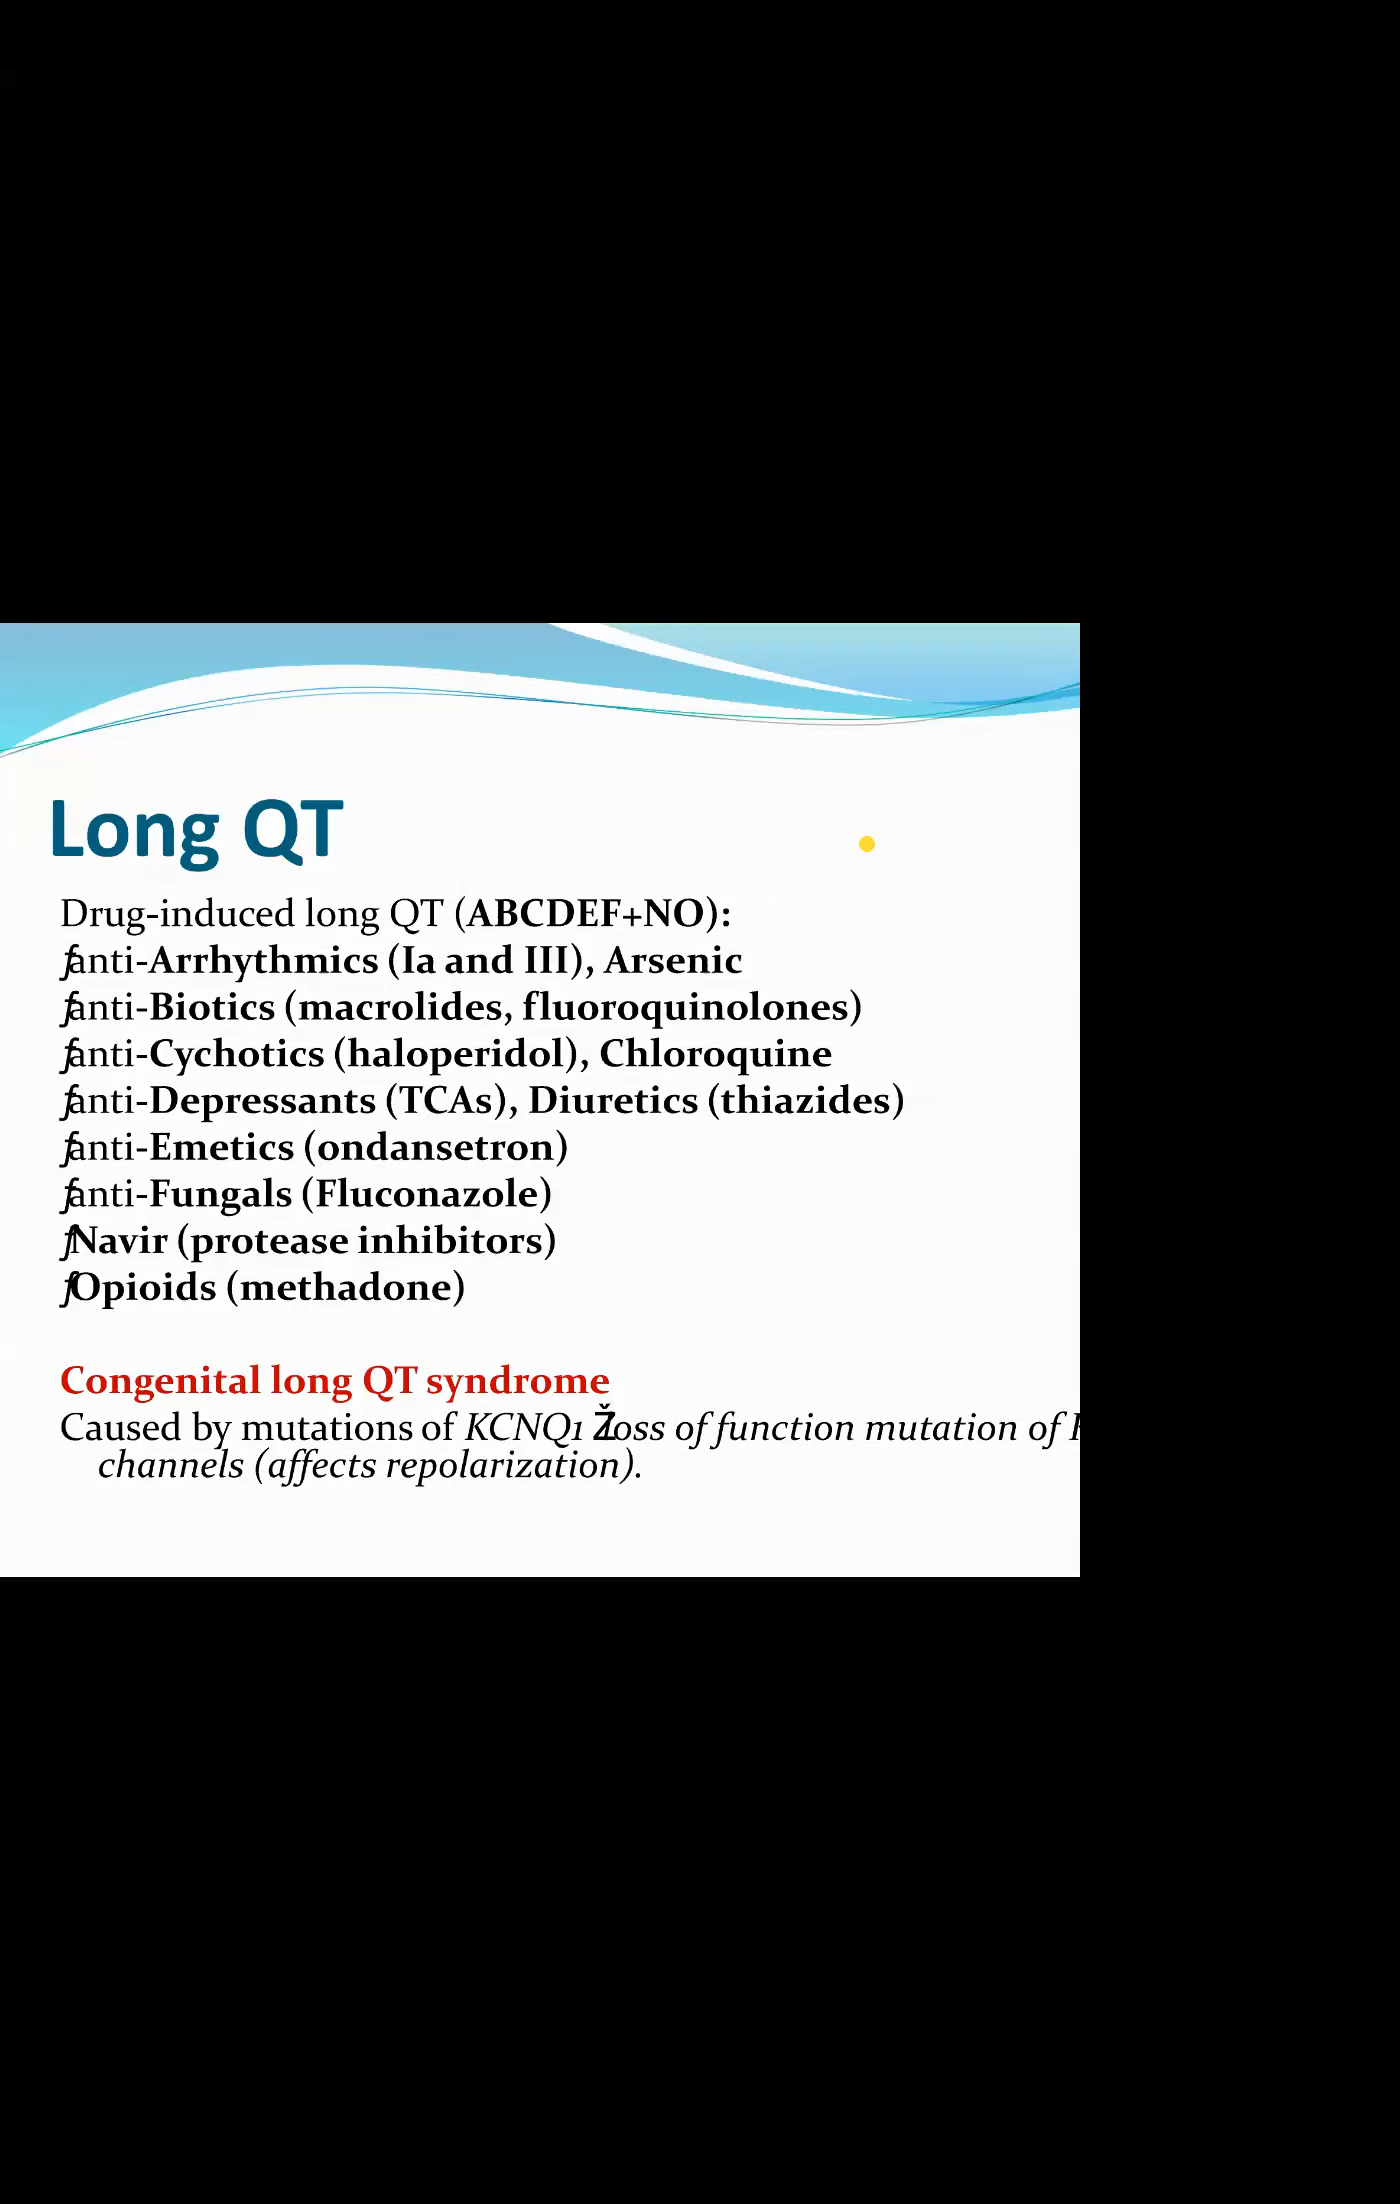 Long QT
Drug-induced long QT (ABCDEF+NO):
ƒanti-Arrhythmics (Ia and III), Arsenic
ƒanti-Biotics (macrolides, fluoroquinolones)
ƒanti-Cychotics (haloperidol), Chloroquine
ƒanti-Depressants (TCAs), Diuretics (thiazides)
ƒanti-Emetics (ondansetron)
ƒanti-Fungals (Fluconazole)
ƒNavir (protease inhibitors)
ƒOpioids (methadone)
Congenital long QT syndrome
Caused by mutations of KCNQ1 Žloss of function mutation of
channels (affects repolarization).